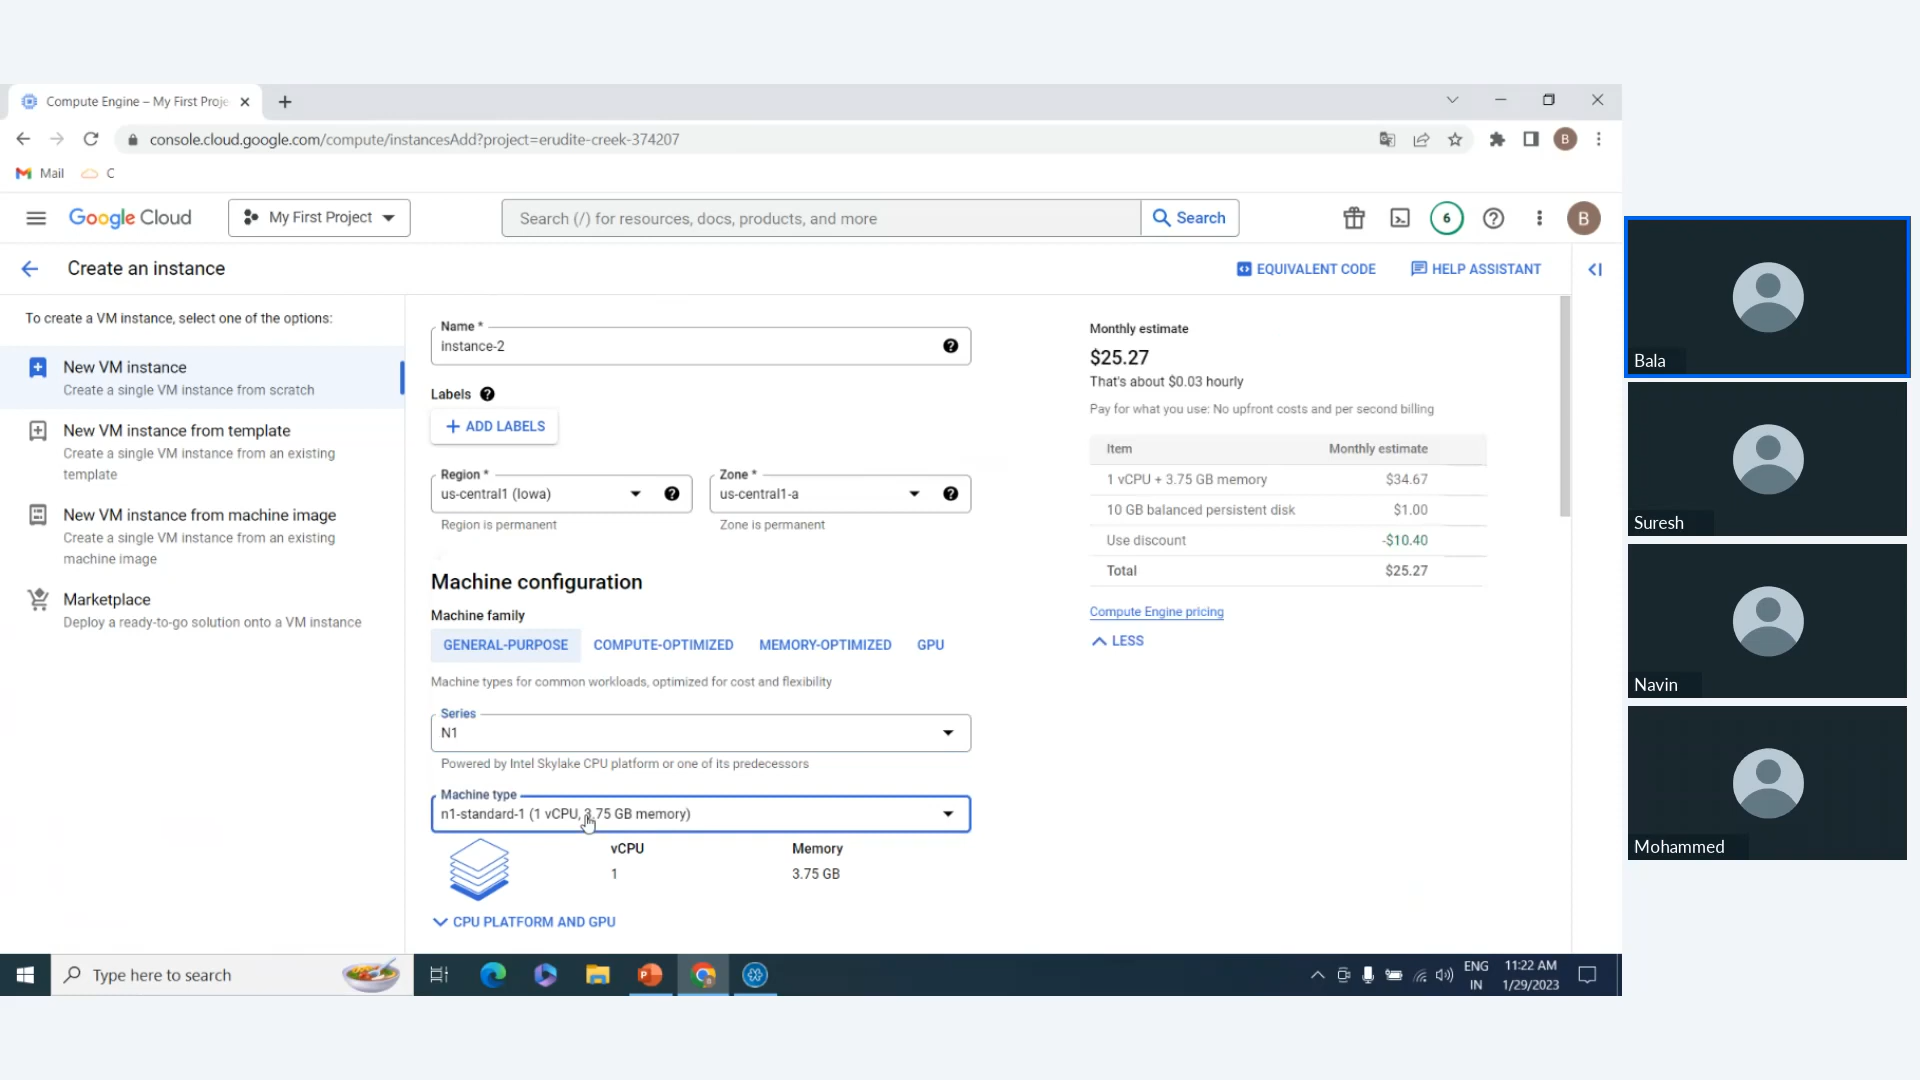 Compute Engine – My First Proje
console.cloud.google.com/compute/instancesAdd?project=erudite-creek-374207
B
Mail
C
Google Cloud
My First Project
Search (/) for resources, docs, products, and more
Search
6
B
Create an instance
EQUIVALENT CODE
HELP ASSISTANT
To create a VM instance, select one of the options:
New VM instance
Create a single VM instance from scratch
New VM instance from template
Create a single VM instance from an existing
template
New VM instance from machine image
Create a single VM instance from an existing
machine image
Marketplace
Deploy a ready-to-go solution onto a VM instance
Name *
instance-2
Labels
ADD LABELS
Region *
us-central1 (Iowa)
Region is permanent
Zone *
us-central1-a
Zone is permanent
Machine configuration
Machine family
GENERAL-PURPOSE
COMPUTE-OPTIMIZED
MEMORY-OPTIMIZED
GPU
Machine types for common workloads, optimized for cost and flexibility
Series
N1
Powered by Intel Skylake CPU platform or one of its predecessors
Machine type
n1-standard-1 (1 vCPU, 3.75 GB memory)
vCPU
1
Memory
3.75 GB
CPU PLATFORM AND GPU
Monthly estimate
$25.27
That's about $0.03 hourly
Pay for what you use: No upfront costs and per second billing
Item Monthly estimate
1 vCPU + 3.75 GB memory $34.67
10 GB balanced persistent disk $1.00
Use discount -$10.40
Total $25.27
Compute Engine pricing
LESS
Bala
Suresh
Navin
Mohammed
Type here to search
P
ENG
IN
11:22 AM
1/29/2023